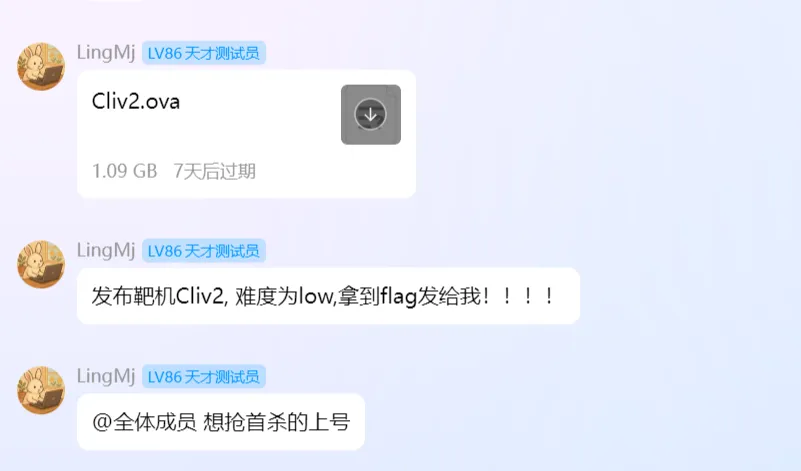 LingMj LV86 天才测试员
Cliv2.ova
1.09 GB 7天后过期
LingMj LV86 天才测试员
发布靶机Cliv2, 难度为low,拿到flag发给我！！！！
LingMj LV86 天才测试员
@全体成员 想抢首杀的上号